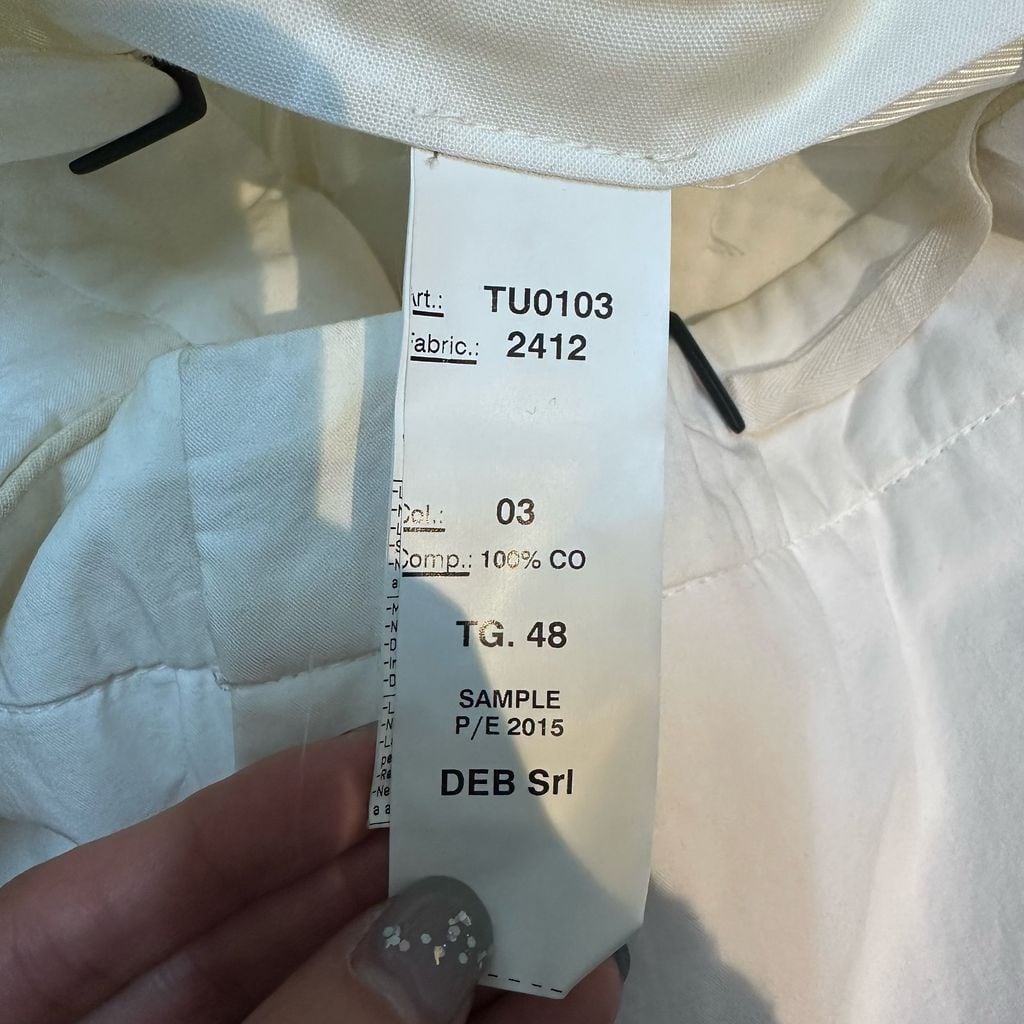 Art.: TU0103
Fabric.: 2412
Col.: 03
Comp.: 100% CO
TG. 48
SAMPLE
P/E 2015
DEB Srl